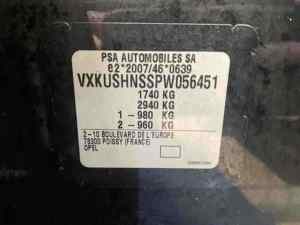 PSA AUTOMOBILES SA
e2*2007/46*0639
VXKUSHNSSPW056451
1740 KG
2940 KG
1 - 980 KG
2 - 960 KG
2-10 BOULEVARD DE L'EUROPE
78300 POISSY (FRANCE)
OPEL